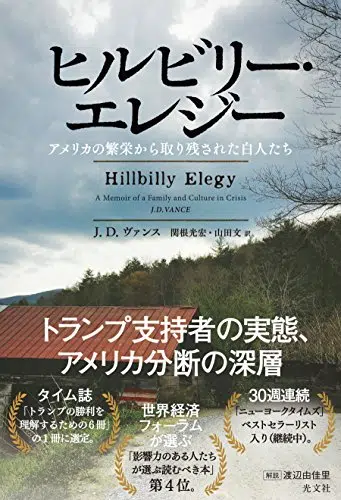 ヒルビリー・
エレジー
アメリカの繁栄から取り残された白人たち
Hillbilly Elegy
A Memoir of a Family and Culture in Crisis
J.D.VANCE
J. D. ヴァンス 関根光宏・山田文 訳
トランプ支持者の実態、
アメリカ分断の深層
タイム誌
「トランプの勝利を
理解するための6冊」
の1冊に選定。
世界経済
フォーラムが選ぶ
「影響力のある人たち
が選ぶ読むべき本」
第4位。
30週連続
「ニューヨークタイムズ」
ベストセラーリスト
入り(継続中)。
解説 渡辺由佳里
光文社